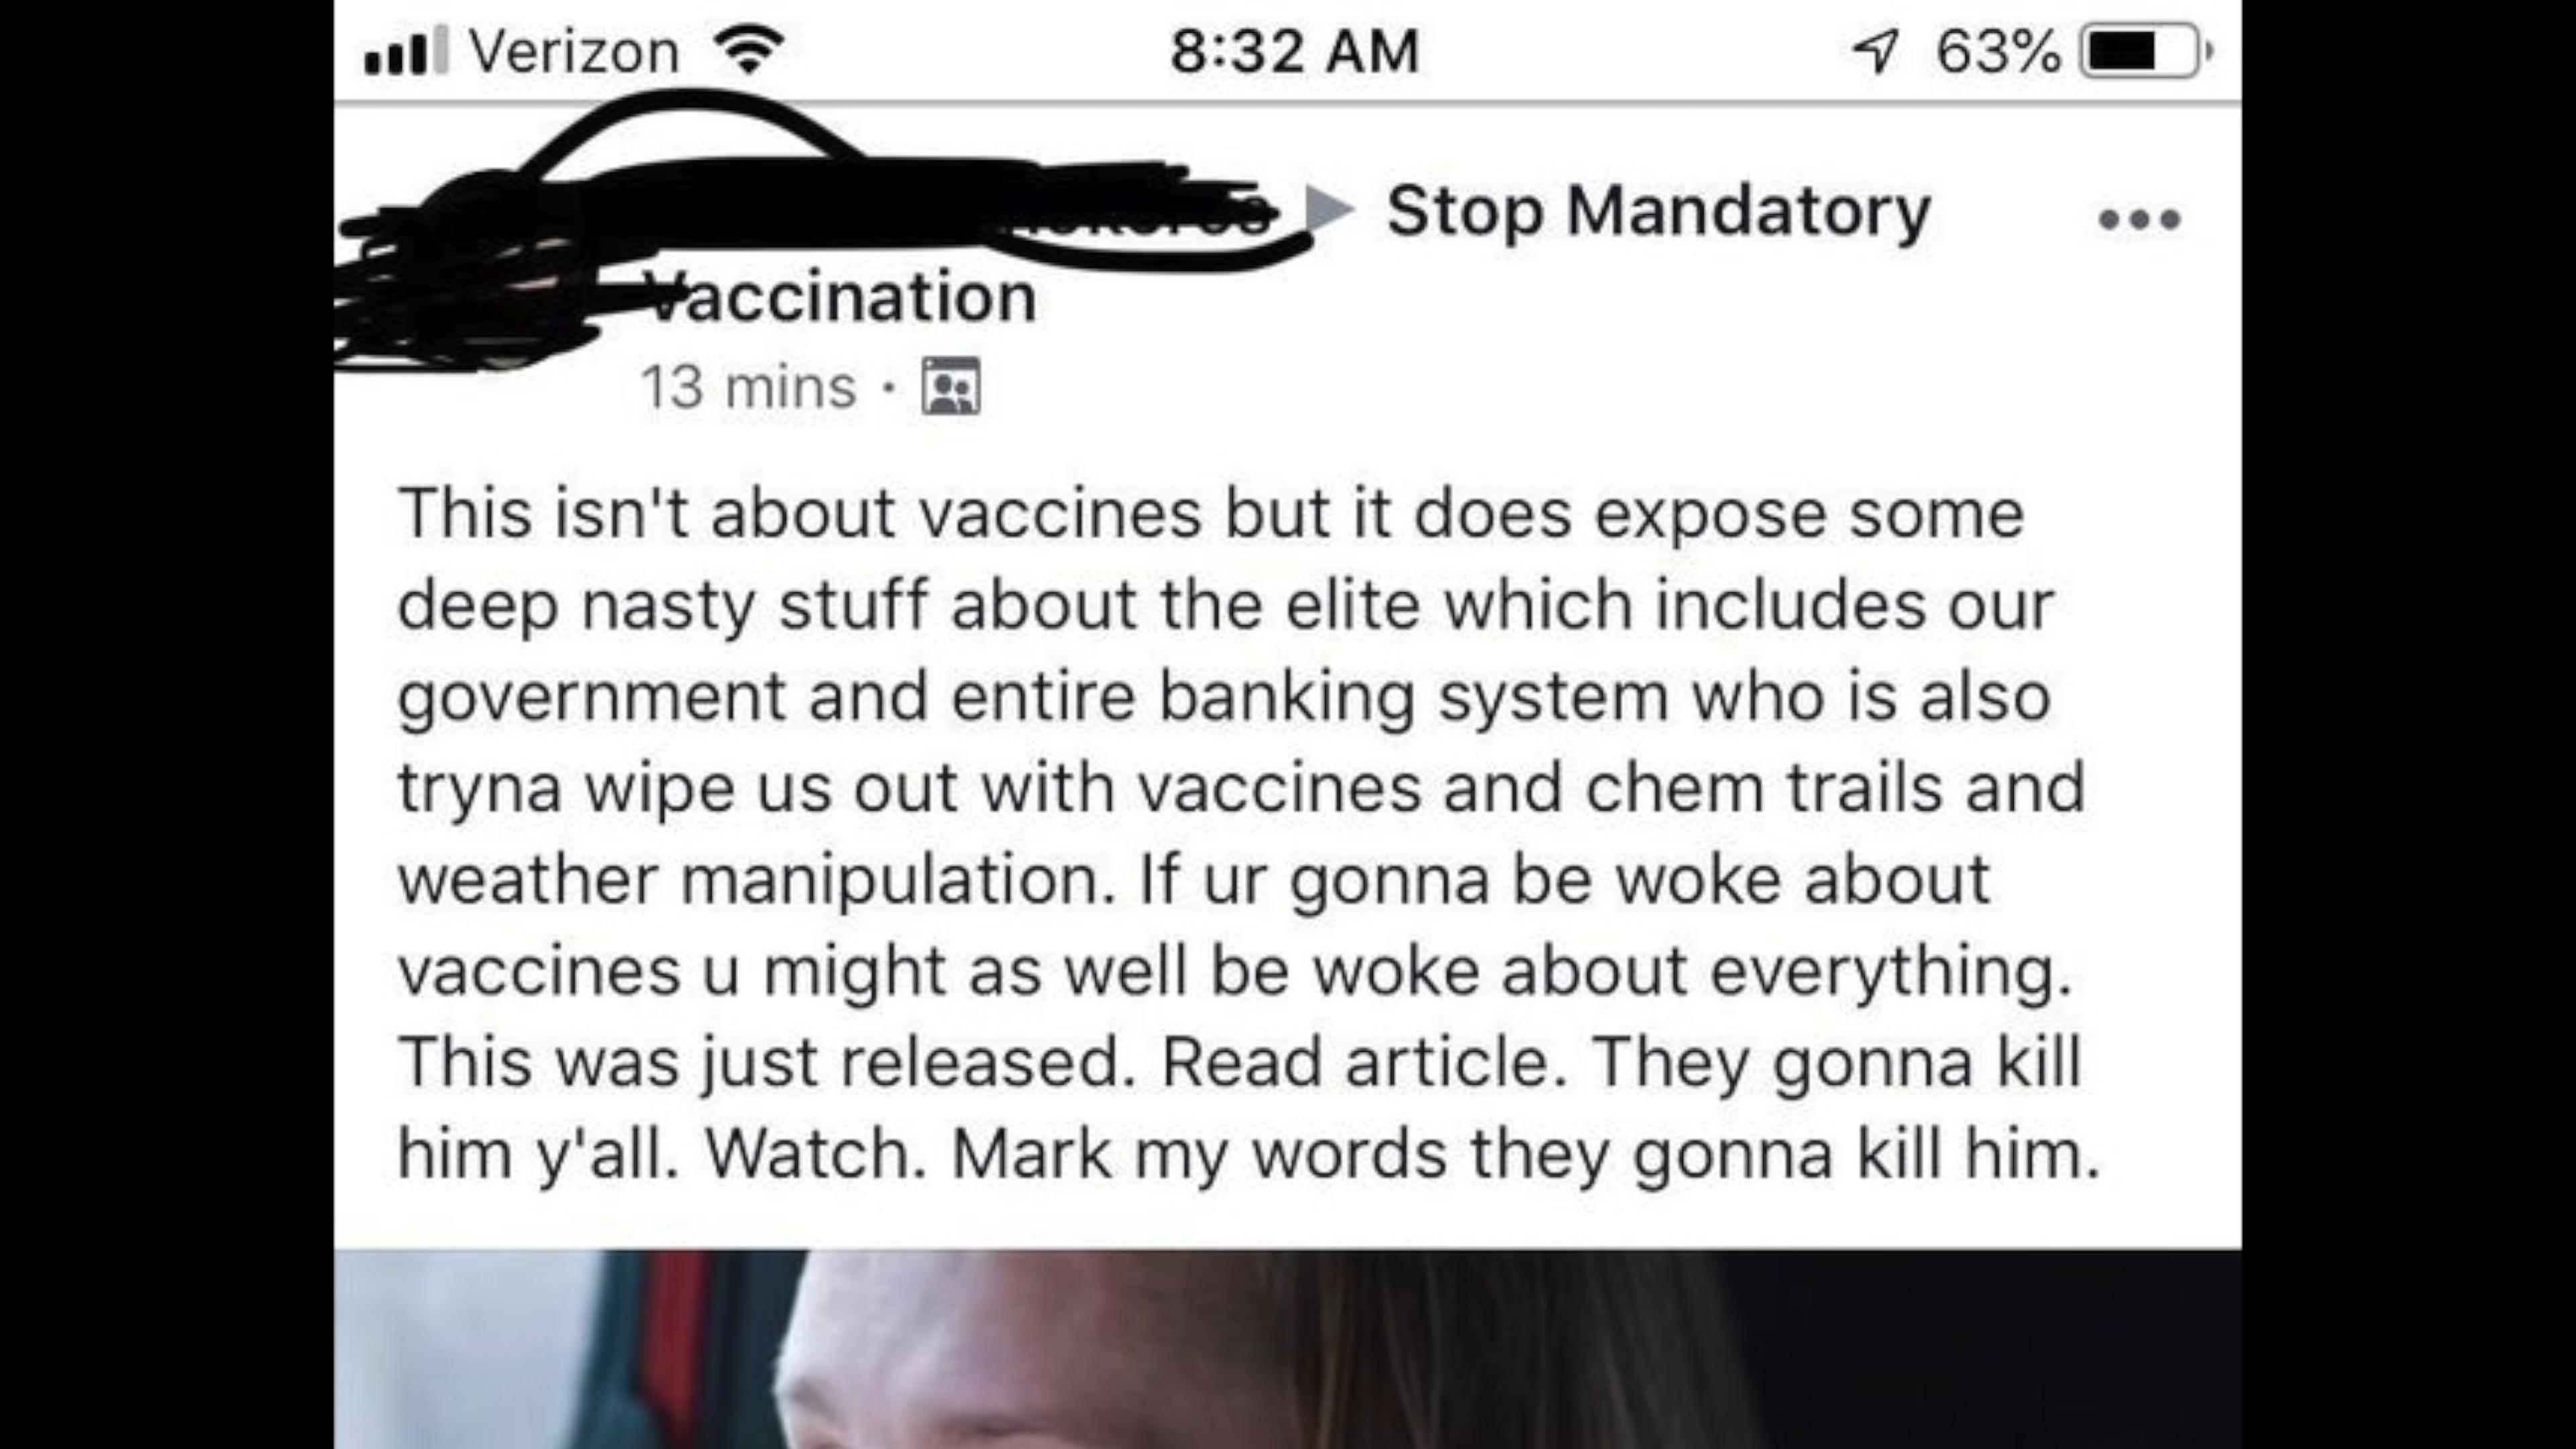 Verizon 8:32 AM 63%
Stop Mandatory
Vaccination
13 mins ·
This isn't about vaccines but it does expose some
deep nasty stuff about the elite which includes our
government and entire banking system who is also
tryna wipe us out with vaccines and chem trails and
weather manipulation. If ur gonna be woke about
vaccines u might as well be woke about everything.
This was just released. Read article. They gonna kill
him y'all. Watch. Mark my words they gonna kill him.